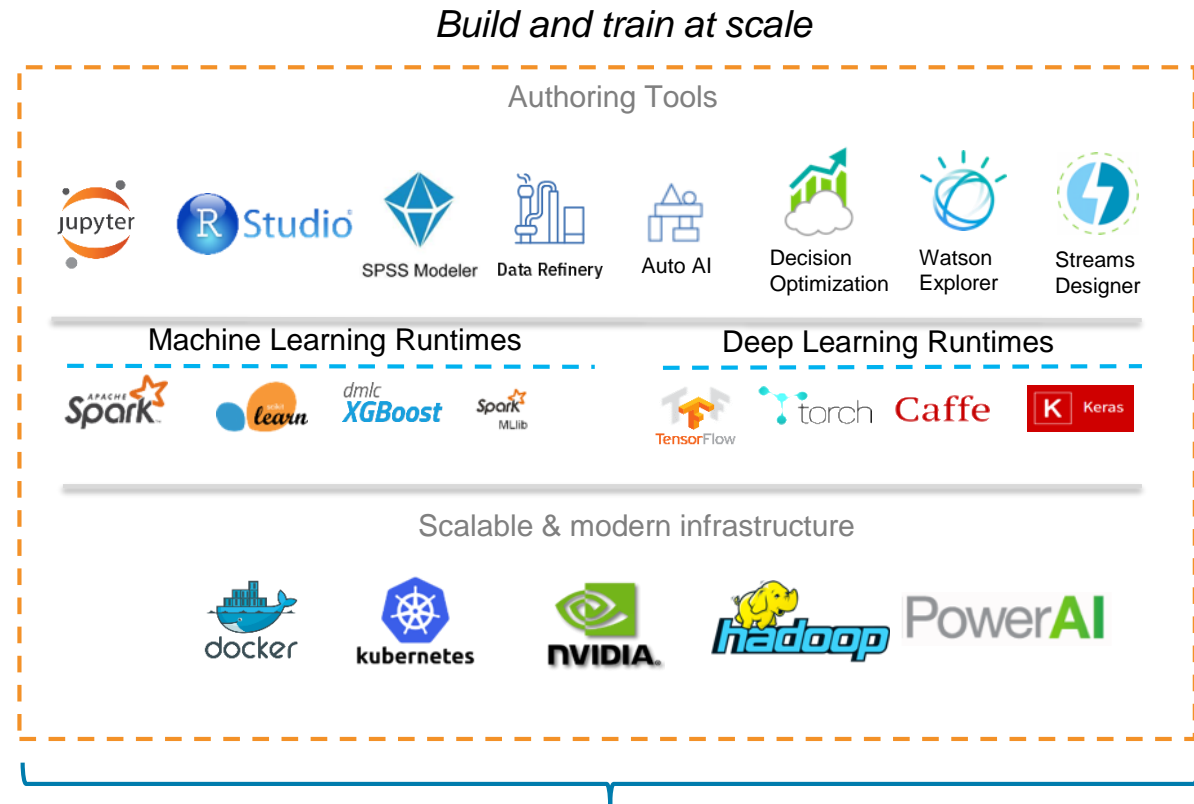 Build and train at scale
Authoring Tools
jupyter
R Studio
SPSS Modeler
Data Refinery
Auto AI
Decision
Optimization
Watson
Explorer
Streams
Designer
Machine Learning Runtimes
Deep Learning Runtimes
APACHE
Spark
scikit
learn
dmlc
XGBoost
Spark
MLlib
TensorFlow
torch
Caffe
K Keras
Scalable & modern infrastructure
docker
kubernetes
NVIDIA.
hadoop
PowerAI